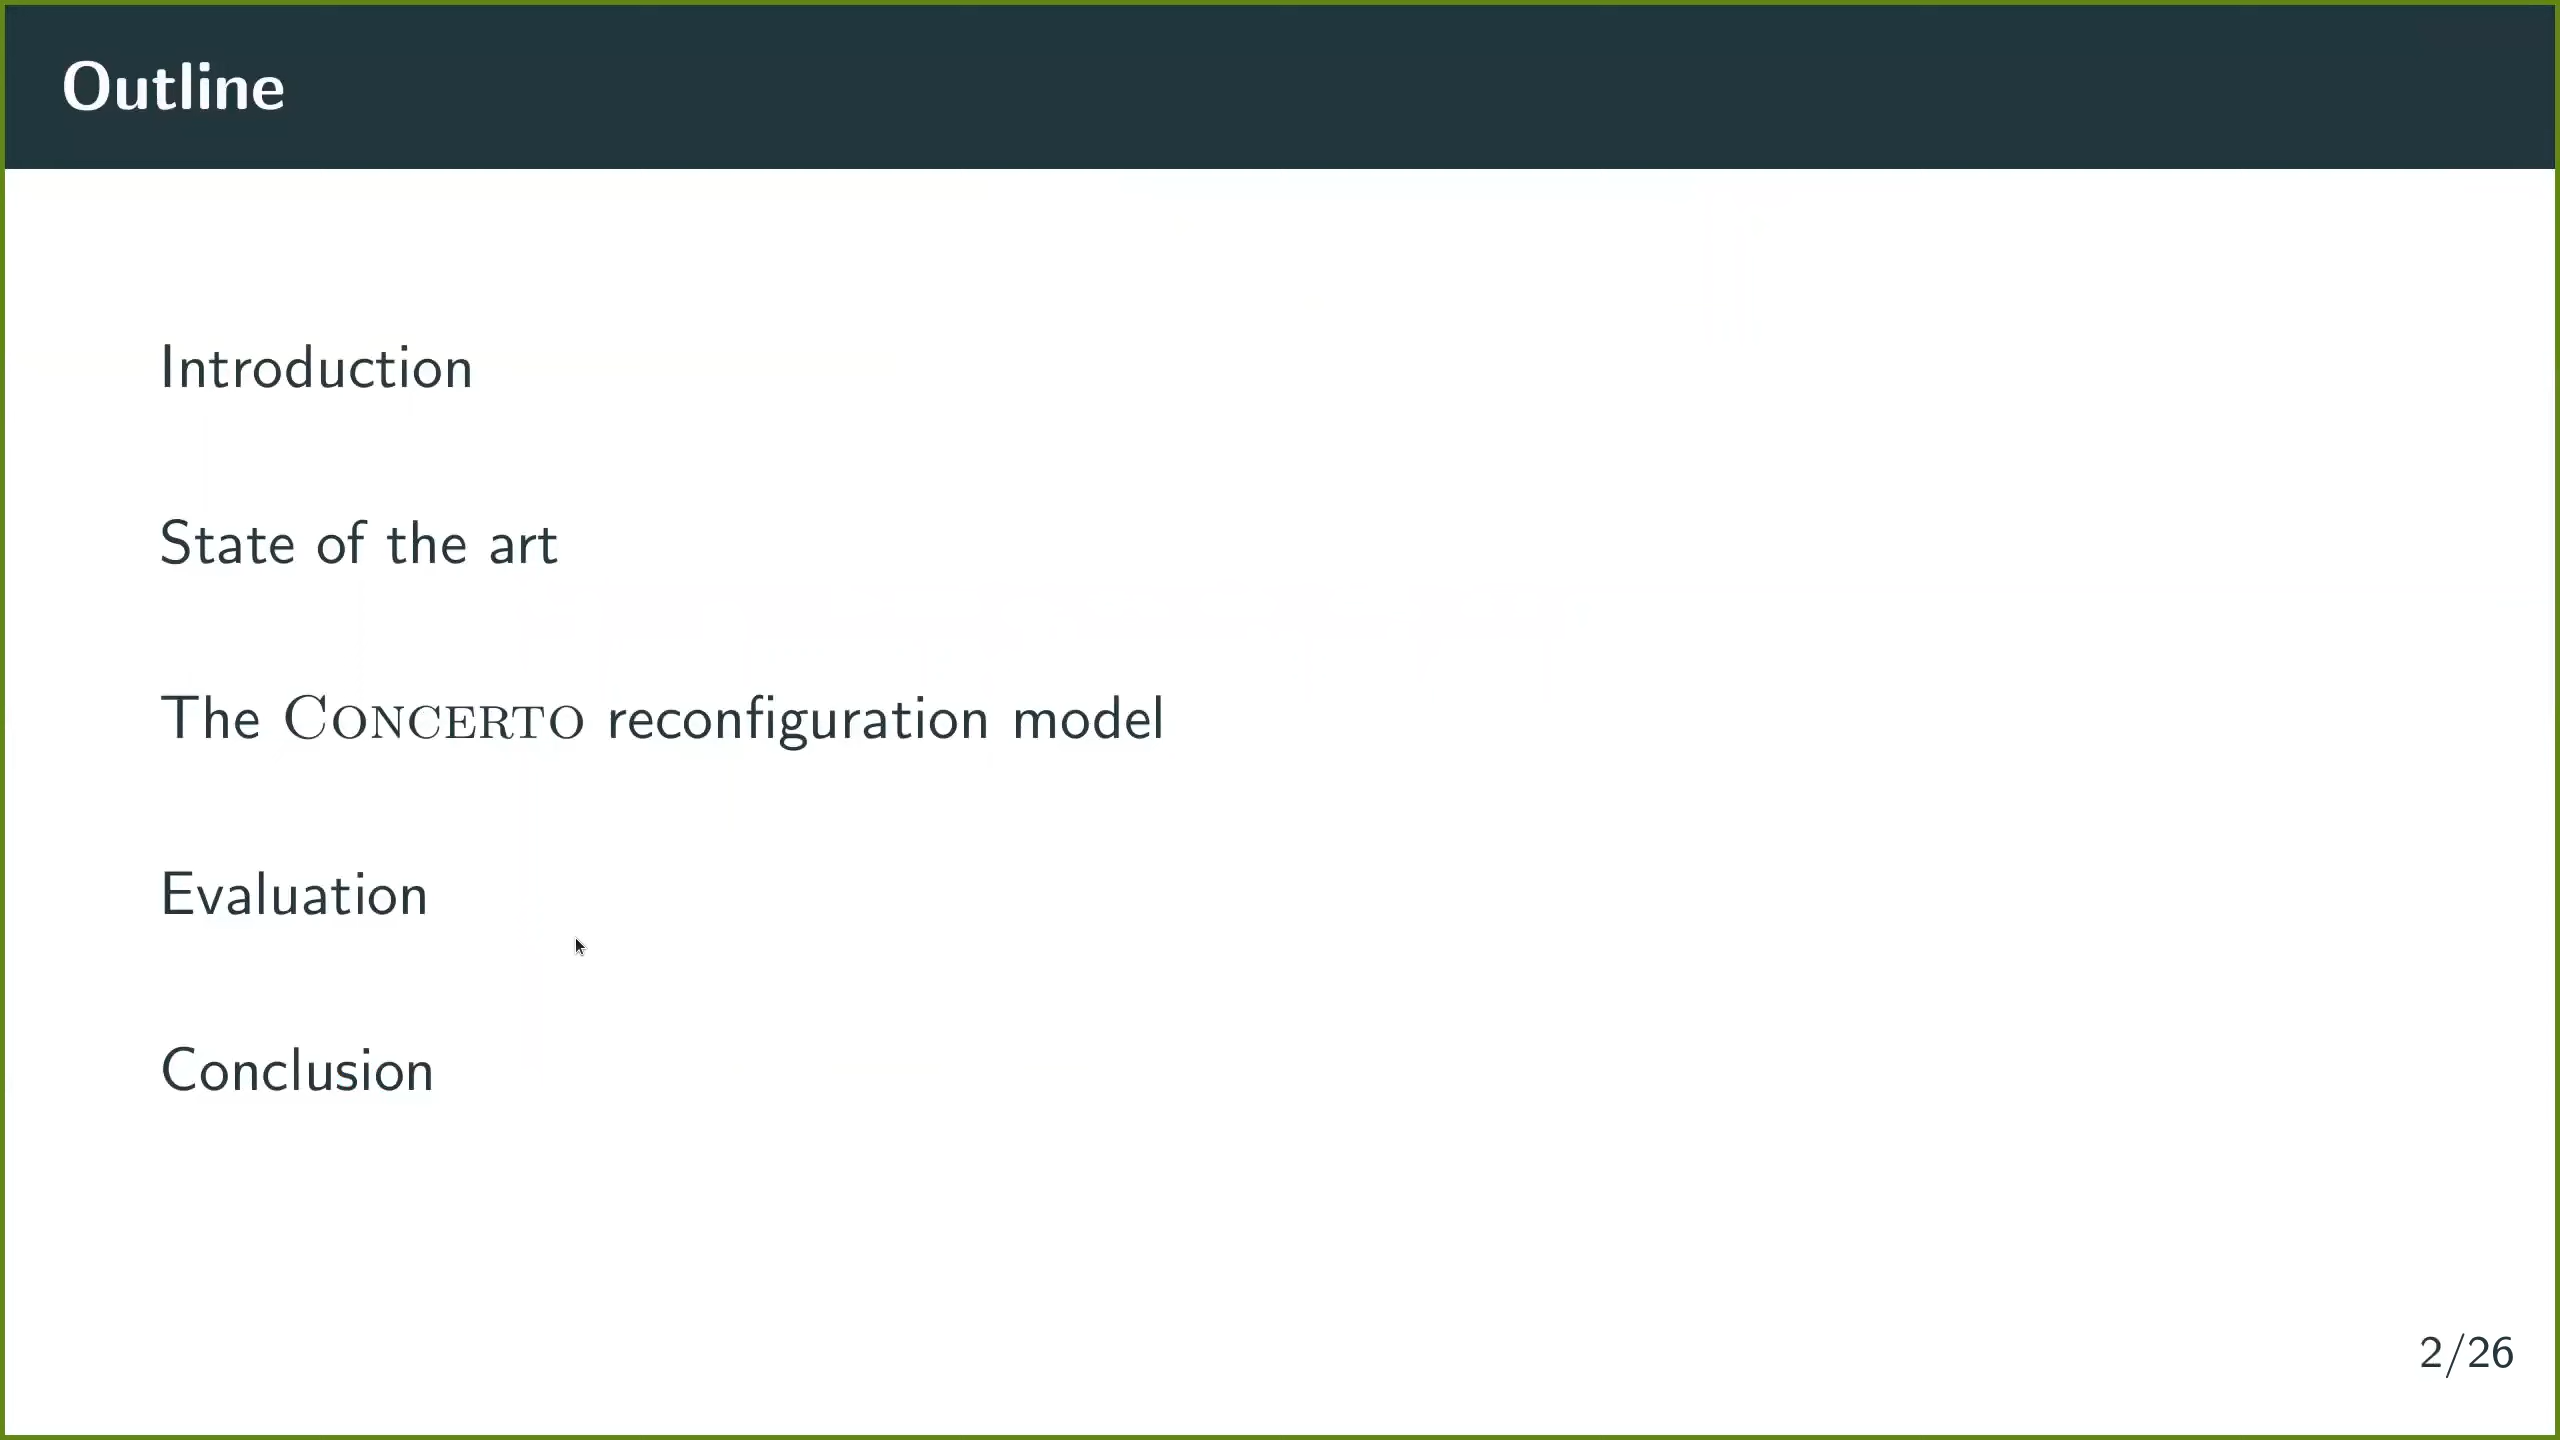 Outline
Introduction
State of the art
The CONCERTO reconfiguration model
Evaluation
Conclusion
2/26